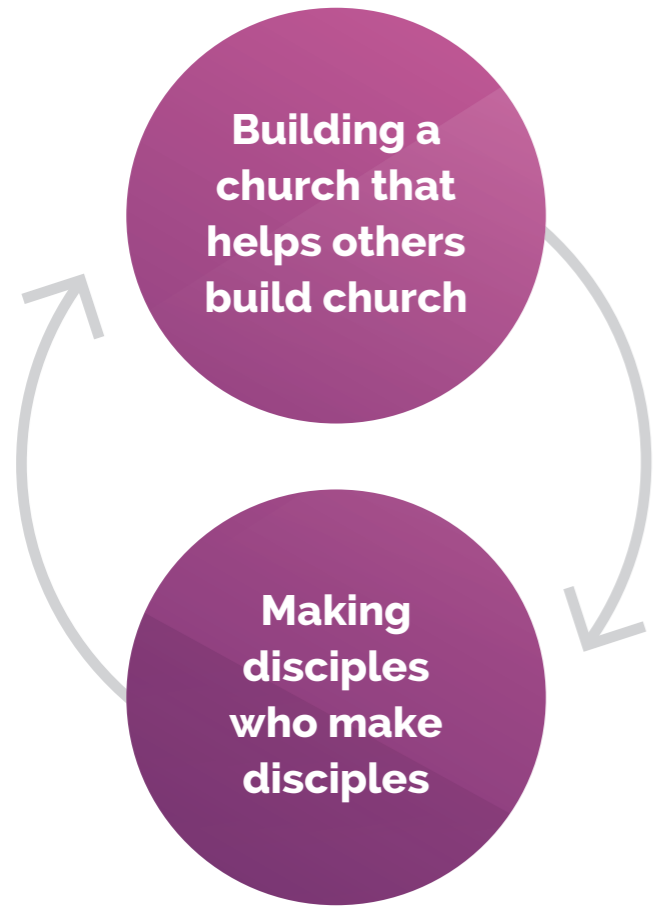 Building a
church that
helps others
build church
Making
disciples
who make
disciples